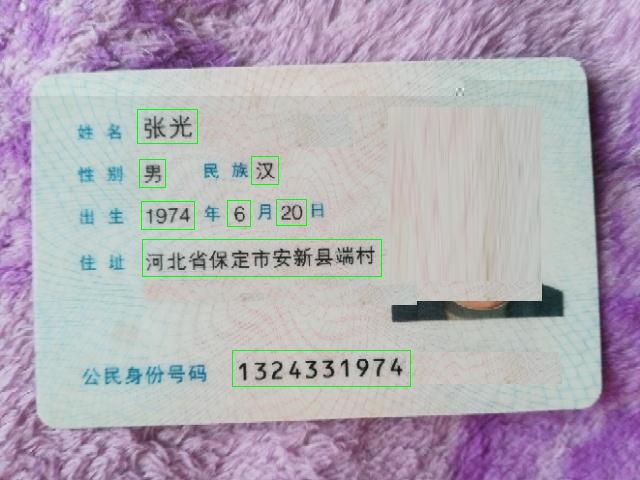 姓名 张光
性别 男 民族 汉
出生 1974 年 6 月 20 日
住址 河北省保定市安新县端村
公民身份号码 1324331974